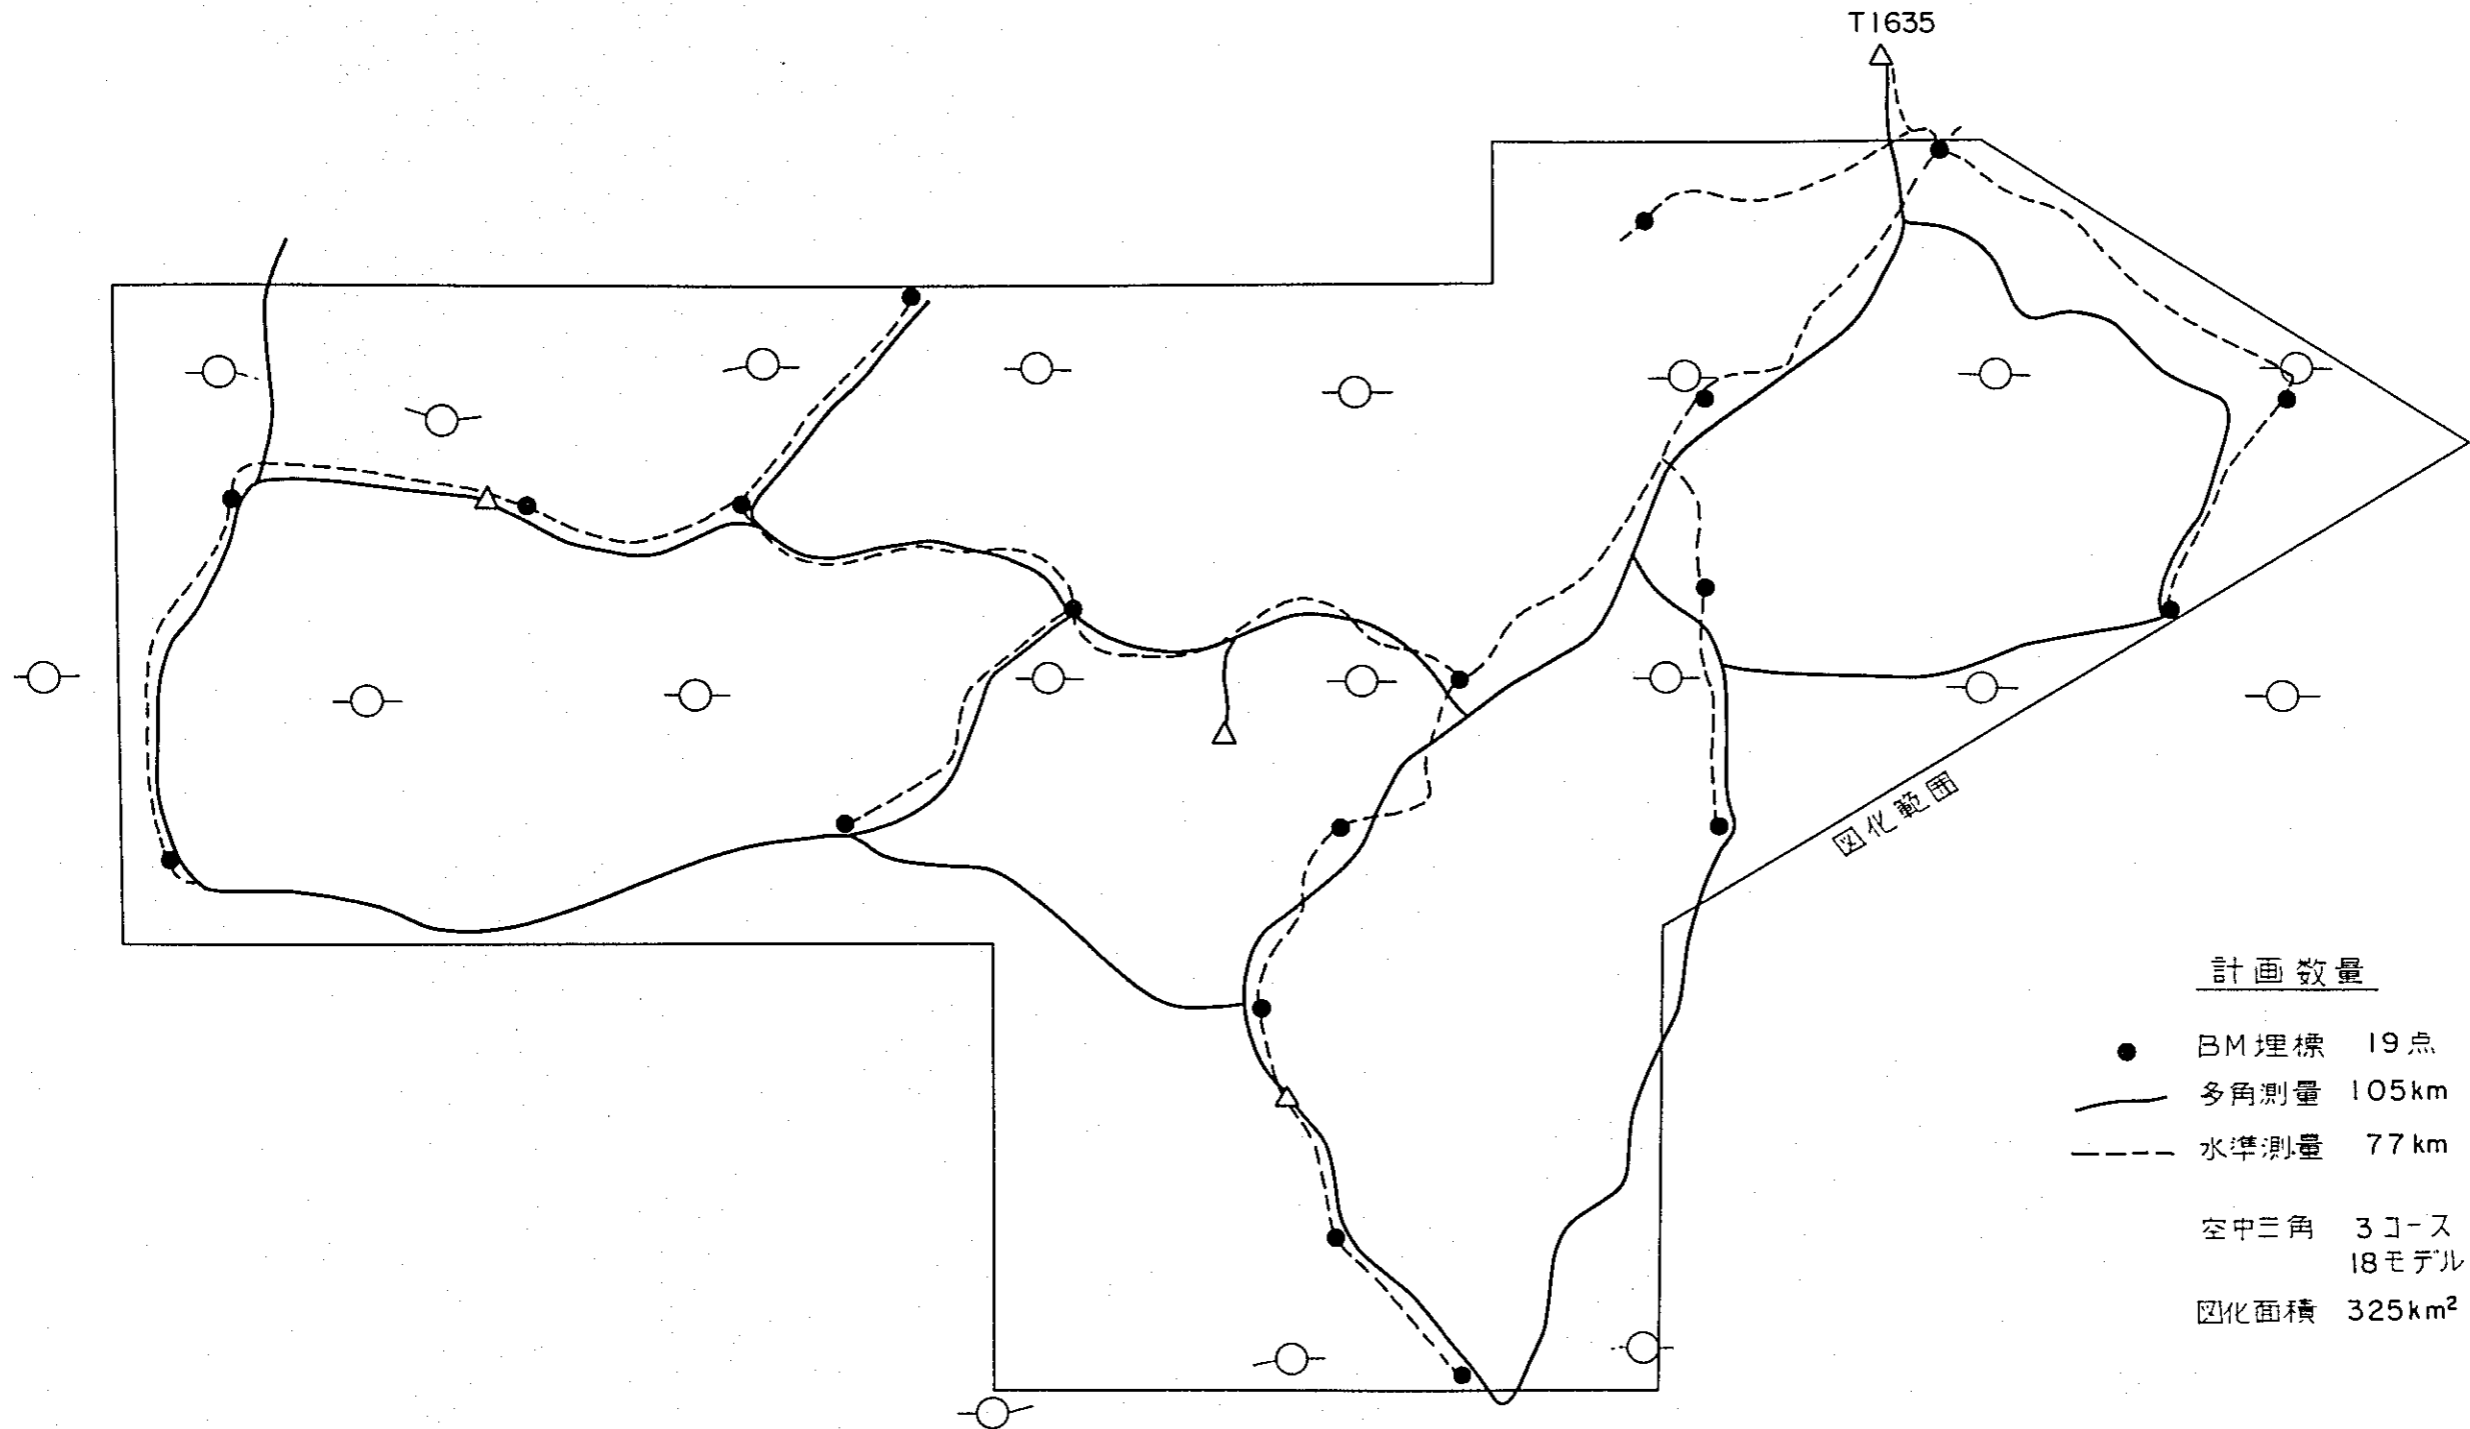 T1635
図化範囲
計画数量
BM埋標 19点
多角測量 105km
水準測量 77km
空中三角 3コース
18モデル
図化面積 325km²